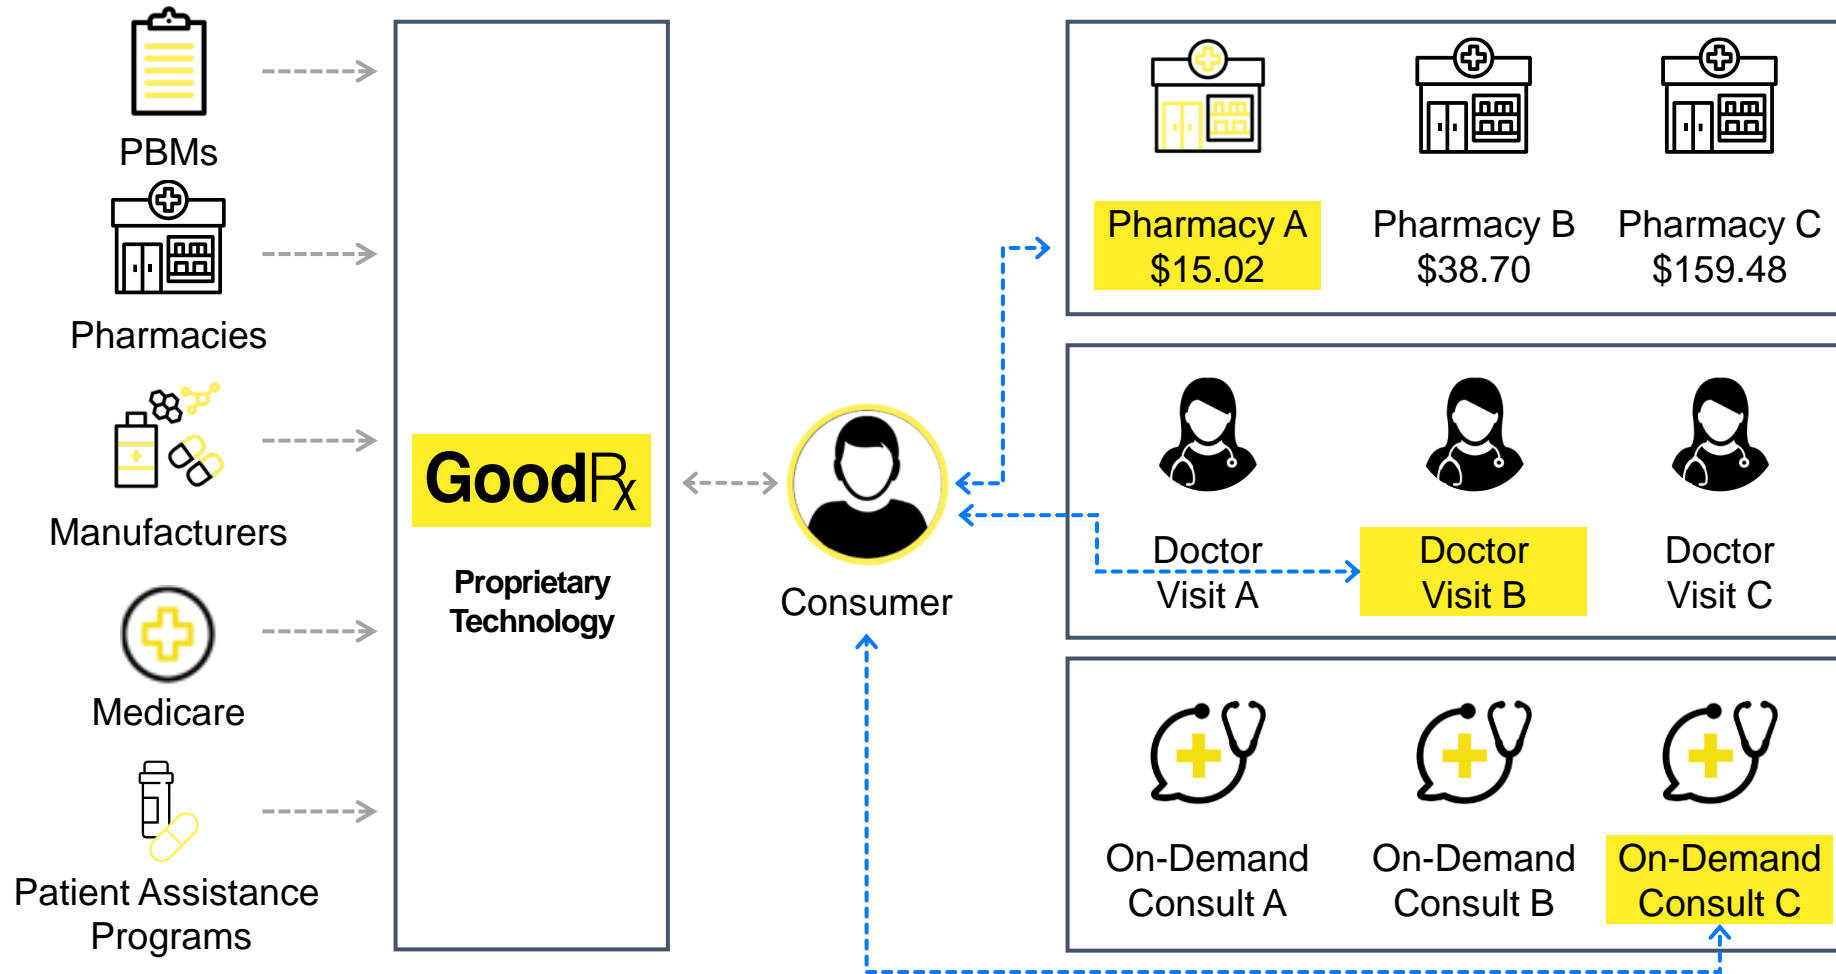 PBMs
Pharmacies
Manufacturers
Medicare
Patient Assistance
Programs
GoodRx
Proprietary
Technology
Consumer
Pharmacy A
$15.02
Pharmacy B
$38.70
Pharmacy C
$159.48
Doctor
Visit A
Doctor
Visit B
Doctor
Visit C
On-Demand
Consult A
On-Demand
Consult B
On-Demand
Consult C